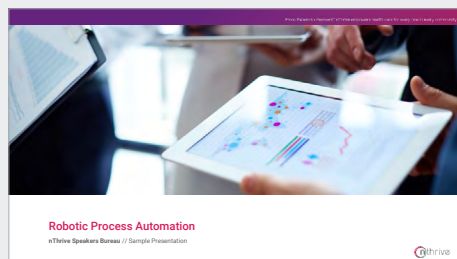 Robotic Process Automation
nThrive Speakers Bureau // Sample Presentation
nthrive